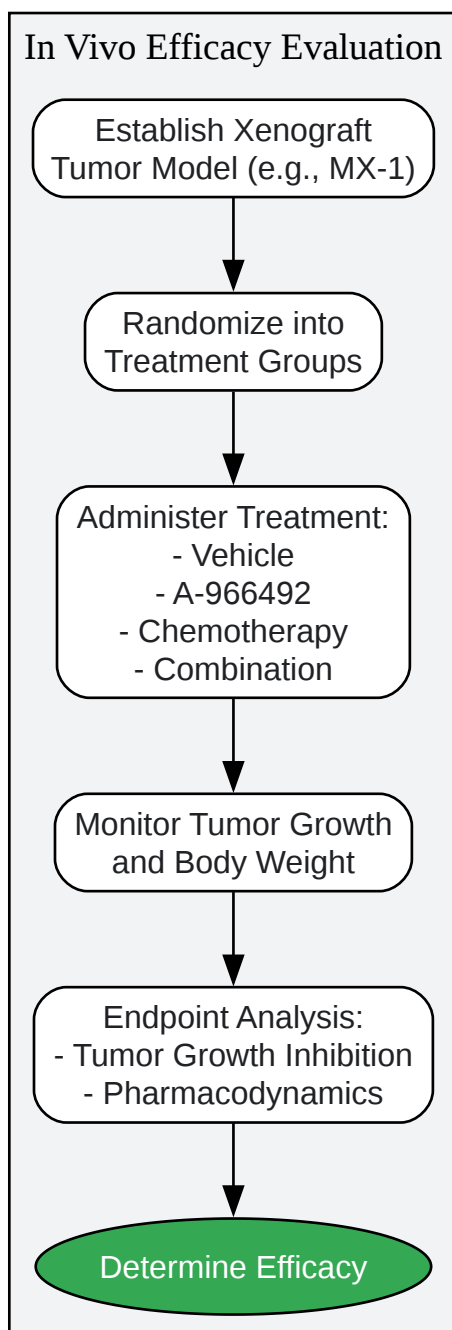 In Vivo Efficacy Evaluation
Establish Xenograft
Tumor Model (e.g., MX-1)
Randomize into
Treatment Groups
Administer Treatment:
- Vehicle
- A-966492
- Chemotherapy
- Combination
Monitor Tumor Growth
and Body Weight
Endpoint Analysis:
- Tumor Growth Inhibition
- Pharmacodynamics
Determine Efficacy